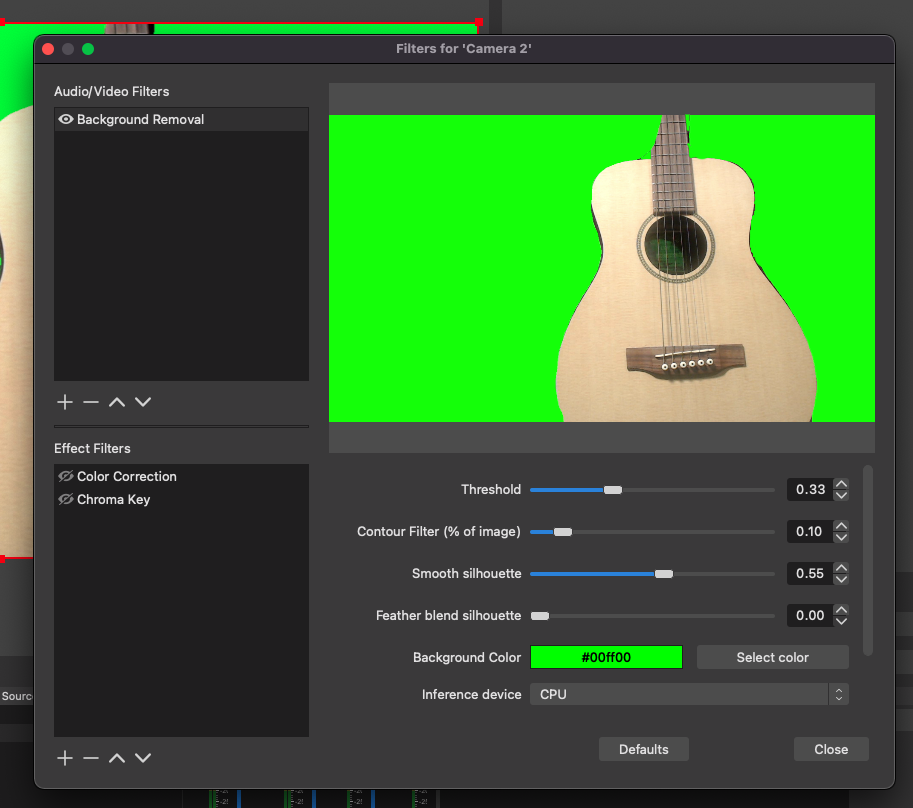 Filters for 'Camera 2'
Audio/Video Filters
Background Removal
Effect Filters
Color Correction
Chroma Key
Threshold 0.33
Contour Filter (% of image) 0.10
Smooth silhouette 0.55
Feather blend silhouette 0.00
Background Color #00ff00 Select color
Inference device CPU
Defaults Close
Sourc